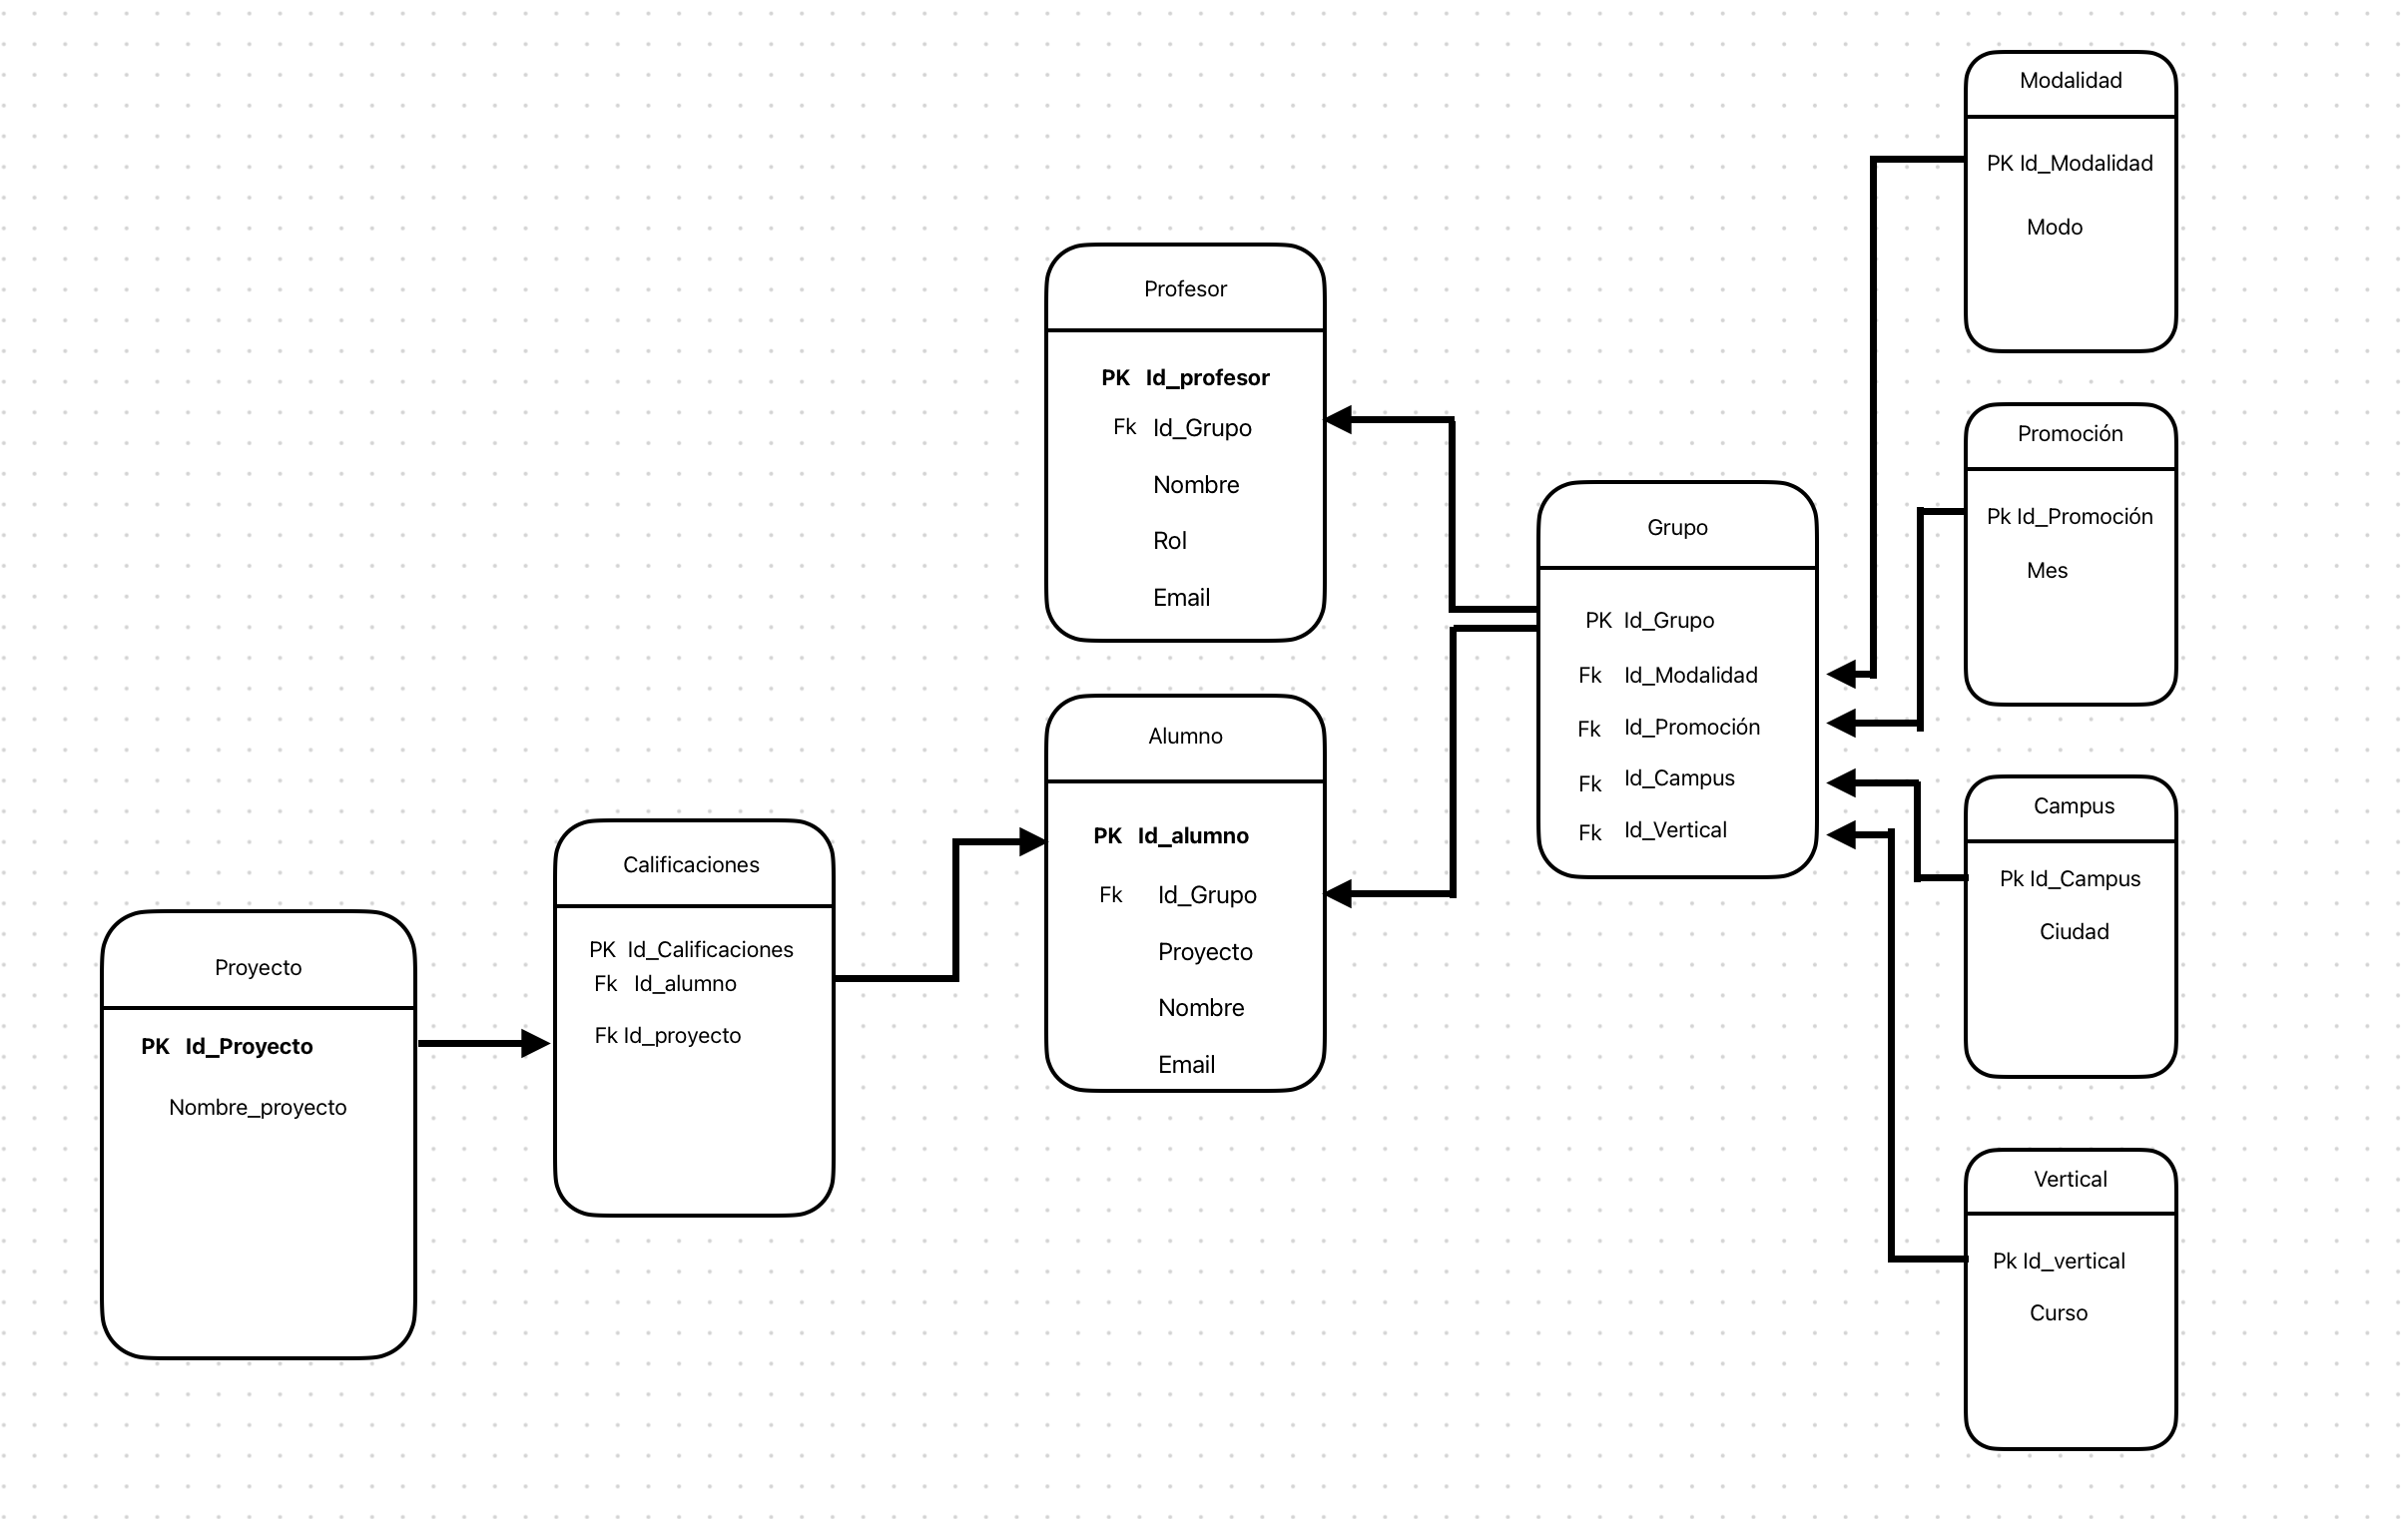 Modalidad
PK Id_Modalidad
Modo
Profesor
PK Id_profesor
Fk Id_Grupo
Nombre
Rol
Email
Promoción
Pk Id_Promoción
Mes
Grupo
PK Id_Grupo
Fk Id_Modalidad
Fk Id_Promoción
Fk Id_Campus
Fk Id_Vertical
Alumno
PK Id_alumno
Fk Id_Grupo
Proyecto
Nombre
Email
Campus
Pk Id_Campus
Ciudad
Calificaciones
PK Id_Calificaciones
Fk Id_alumno
Fk Id_proyecto
Proyecto
PK Id_Proyecto
Nombre_proyecto
Vertical
Pk Id_vertical
Curso